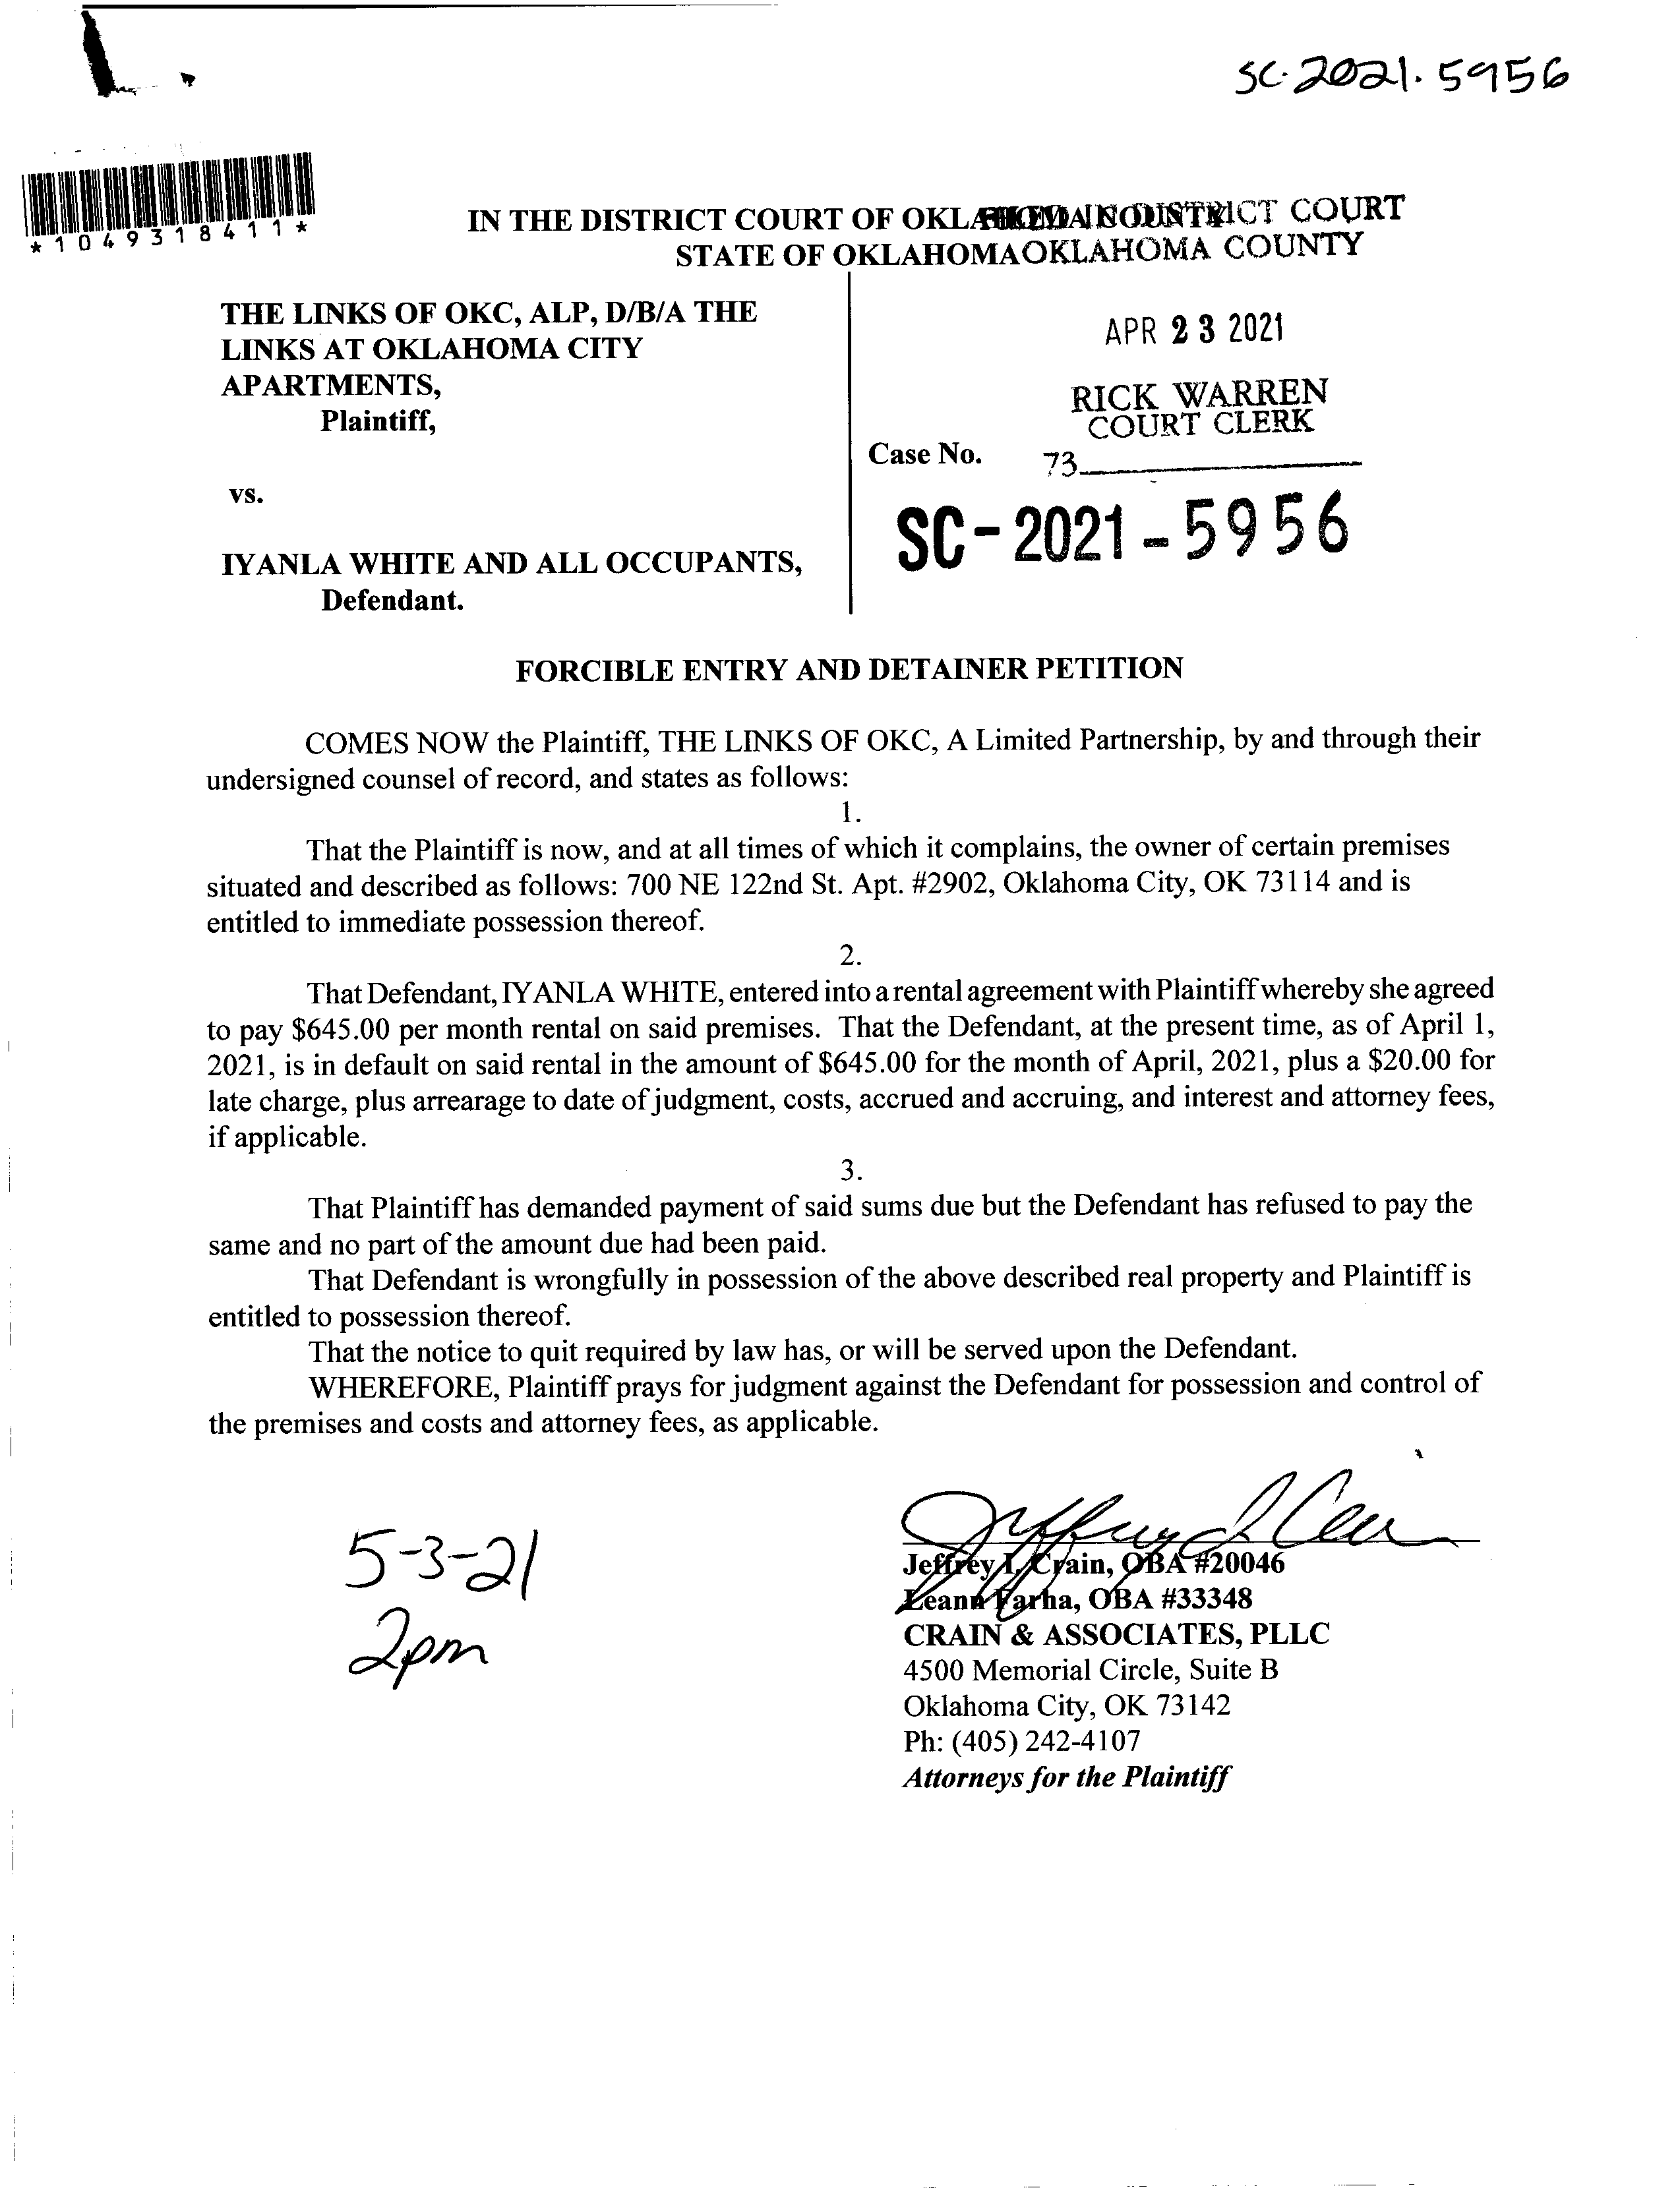 SC-2021-5956
*1049318411*
IN THE DISTRICT COURT OF OKLAHOMA COUNTY
STATE OF OKLAHOMA
FILED IN DISTRICT COURT
OKLAHOMA COUNTY
THE LINKS OF OKC, ALP, D/B/A THE
LINKS AT OKLAHOMA CITY
APARTMENTS,
Plaintiff,
vs.
IYANLA WHITE AND ALL OCCUPANTS,
Defendant.
APR 23 2021
RICK WARREN
COURT CLERK
Case No.
73
SC-2021-5956
FORCIBLE ENTRY AND DETAINER PETITION
COMES NOW the Plaintiff, THE LINKS OF OKC, A Limited Partnership, by and through their
undersigned counsel of record, and states as follows:
1.
That the Plaintiff is now, and at all times of which it complains, the owner of certain premises
situated and described as follows: 700 NE 122nd St. Apt. #2902, Oklahoma City, OK 73114 and is
entitled to immediate possession thereof.
2.
That Defendant, IYANLA WHITE, entered into a rental agreement with Plaintiff whereby she agreed
to pay $645.00 per month rental on said premises. That the Defendant, at the present time, as of April 1,
2021, is in default on said rental in the amount of $645.00 for the month of April, 2021, plus a $20.00 for
late charge, plus arrearage to date of judgment, costs, accrued and accruing, and interest and attorney fees,
if applicable.
3.
That Plaintiff has demanded payment of said sums due but the Defendant has refused to pay the
same and no part of the amount due had been paid.
That Defendant is wrongfully in possession of the above described real property and Plaintiff is
entitled to possession thereof.
That the notice to quit required by law has, or will be served upon the Defendant.
WHEREFORE, Plaintiff prays for judgment against the Defendant for possession and control of
the premises and costs and attorney fees, as applicable.
5-3-21
2pm
Jeffrey I. Crain, OBA #20046
Leann Farha, OBA #33348
CRAIN & ASSOCIATES, PLLC
4500 Memorial Circle, Suite B
Oklahoma City, OK 73142
Ph: (405) 242-4107
Attorneys for the Plaintiff